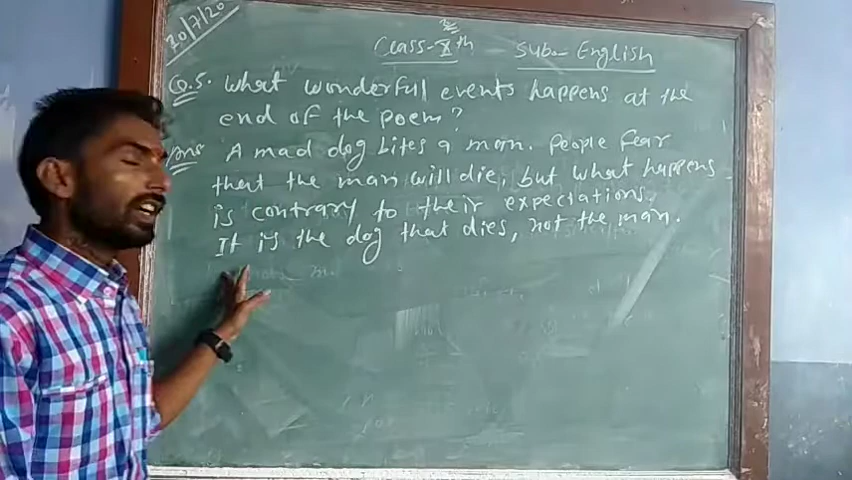 20/7/20
Class-Xth Sub- English
Q.5. What wonderful events happens at the
end of the poem?
Ans A mad dog bites a man. People fear
that the man will die, but what happens
is contrary to their expectations.
It is the dog that dies, not the man.